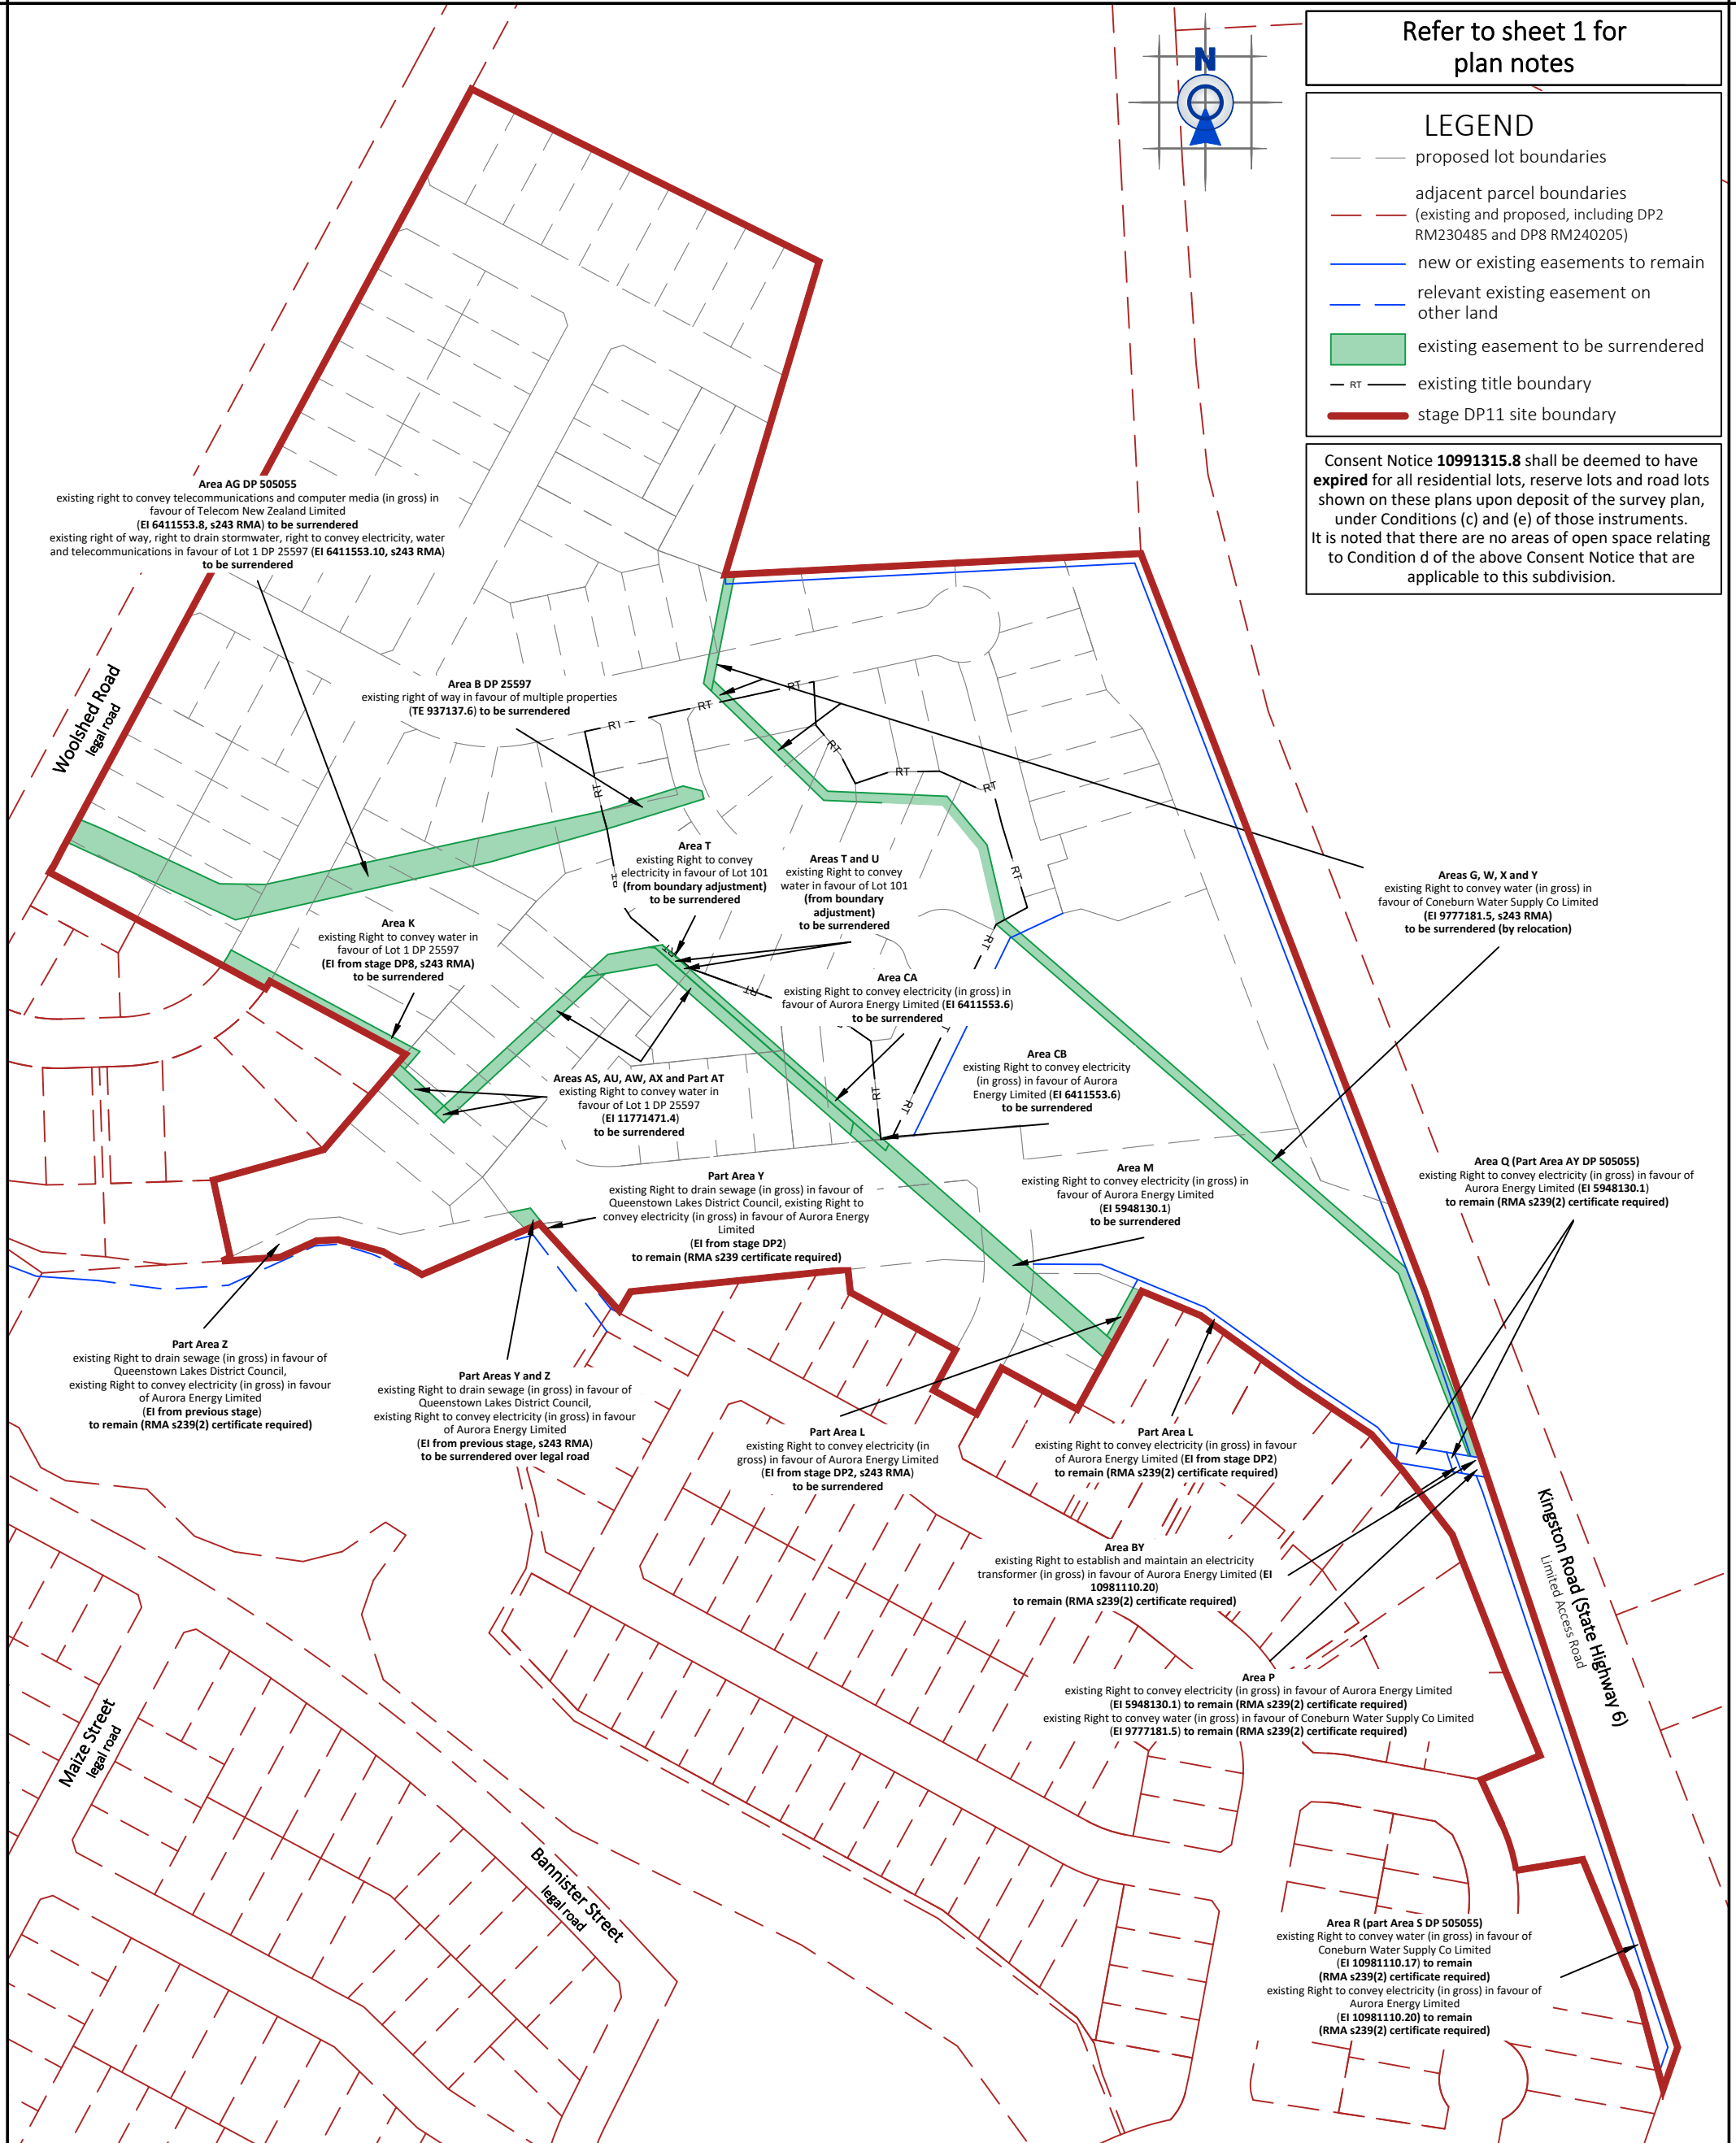 Refer to sheet 1 for
plan notes
N
LEGEND
proposed lot boundaries
adjacent parcel boundaries
(existing and proposed, including DP2
RM230485 and DP8 RM240205)
new or existing easements to remain
relevant existing easement on
other land
existing easement to be surrendered
RT
existing title boundary
stage DP11 site boundary
Consent Notice 10991315.8 shall be deemed to have
expired for all residential lots, reserve lots and road lots
shown on these plans upon deposit of the survey plan,
under Conditions (c) and (e) of those instruments.
It is noted that there are no areas of open space relating
to Condition d of the above Consent Notice that are
applicable to this subdivision.
Area AG DP 505055
existing right to convey telecommunications and computer media (in gross) in
favour of Telecom New Zealand Limited
(EI 6411553.8, s243 RMA) to be surrendered
existing right of way, right to drain stormwater, right to convey electricity, water
and telecommunications in favour of Lot 1 DP 25597 (EI 6411553.10, s243 RMA)
to be surrendered
Woolshed Road
legal road
Area B DP 25597
existing right of way in favour of multiple properties
(TE 937137.6) to be surrendered
RT
RT
RT
RT
RT
RT
RT
RT
RT
RT
RT
RT
RT
RT
Area T
existing Right to convey
electricity in favour of Lot 101
(from boundary adjustment)
to be surrendered
Areas T and U
existing Right to convey
water in favour of Lot 101
(from boundary
adjustment)
to be surrendered
Areas G, W, X and Y
existing Right to convey water (in gross) in
favour of Coneburn Water Supply Co Limited
(EI 9777181.5, s243 RMA)
to be surrendered (by relocation)
Area K
existing Right to convey water in
favour of Lot 1 DP 25597
(EI from stage DP8, s243 RMA)
to be surrendered
Area CA
existing Right to convey electricity (in gross) in
favour of Aurora Energy Limited (EI 6411553.6)
to be surrendered
Area CB
existing Right to convey electricity
(in gross) in favour of Aurora
Energy Limited (EI 6411553.6)
to be surrendered
Areas AS, AU, AW, AX and Part AT
existing Right to convey water in
favour of Lot 1 DP 25597
(EI 11771471.4)
to be surrendered
Part Area Y
existing Right to drain sewage (in gross) in favour of
Queenstown Lakes District Council, existing Right to
convey electricity (in gross) in favour of Aurora Energy
Limited
(EI from stage DP2)
to remain (RMA s239 certificate required)
Area M
existing Right to convey electricity (in gross) in
favour of Aurora Energy Limited
(EI 5948130.1)
to be surrendered
Area Q (Part Area AY DP 505055)
existing Right to convey electricity (in gross) in favour of
Aurora Energy Limited (EI 5948130.1)
to remain (RMA s239(2) certificate required)
Part Area Z
existing Right to drain sewage (in gross) in favour of
Queenstown Lakes District Council,
existing Right to convey electricity (in gross) in favour
of Aurora Energy Limited
(EI from previous stage)
to remain (RMA s239(2) certificate required)
Part Areas Y and Z
existing Right to drain sewage (in gross) in favour of
Queenstown Lakes District Council,
existing Right to convey electricity (in gross) in favour
of Aurora Energy Limited
(EI from previous stage, s243 RMA)
to be surrendered over legal road
Part Area L
existing Right to convey electricity (in
gross) in favour of Aurora Energy Limited
(EI from stage DP2, s243 RMA)
to be surrendered
Part Area L
existing Right to convey electricity (in gross) in favour
of Aurora Energy Limited (EI from stage DP2)
to remain (RMA s239(2) certificate required)
Area BY
existing Right to establish and maintain an electricity
transformer (in gross) in favour of Aurora Energy Limited (EI
10981110.20)
to remain (RMA s239(2) certificate required)
Kingston Road (State Highway 6)
Limited Access Road
Area P
existing Right to convey electricity (in gross) in favour of Aurora Energy Limited
(EI 5948130.1) to remain (RMA s239(2) certificate required)
existing Right to convey water (in gross) in favour of Coneburn Water Supply Co Limited
(EI 9777181.5) to remain (RMA s239(2) certificate required)
Maize Street
legal road
Bannister Street
legal road
Area R (part Area S DP 505055)
existing Right to convey water (in gross) in favour of
Coneburn Water Supply Co Limited
(EI 10981110.17) to remain
(RMA s239(2) certificate required)
existing Right to convey electricity (in gross) in favour of
Aurora Energy Limited
(EI 10981110.20) to remain
(RMA s239(2) certificate required)